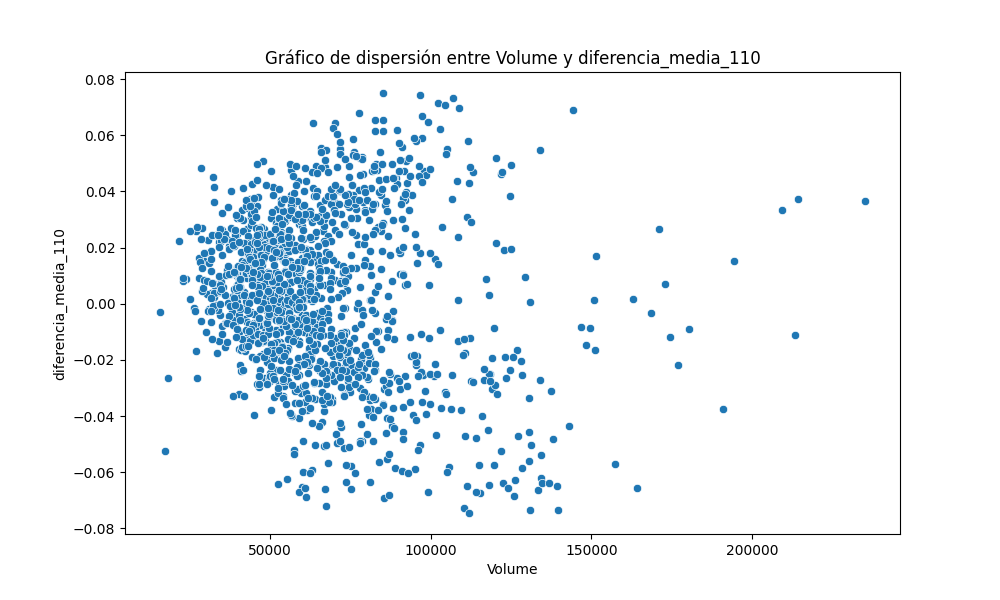 Gráfico de dispersión entre Volume y diferencia_media_110
0.08
0.06
0.04
0.02
0.00
−0.02
−0.04
−0.06
−0.08
diferencia_media_110
50000 100000 150000 200000
Volume